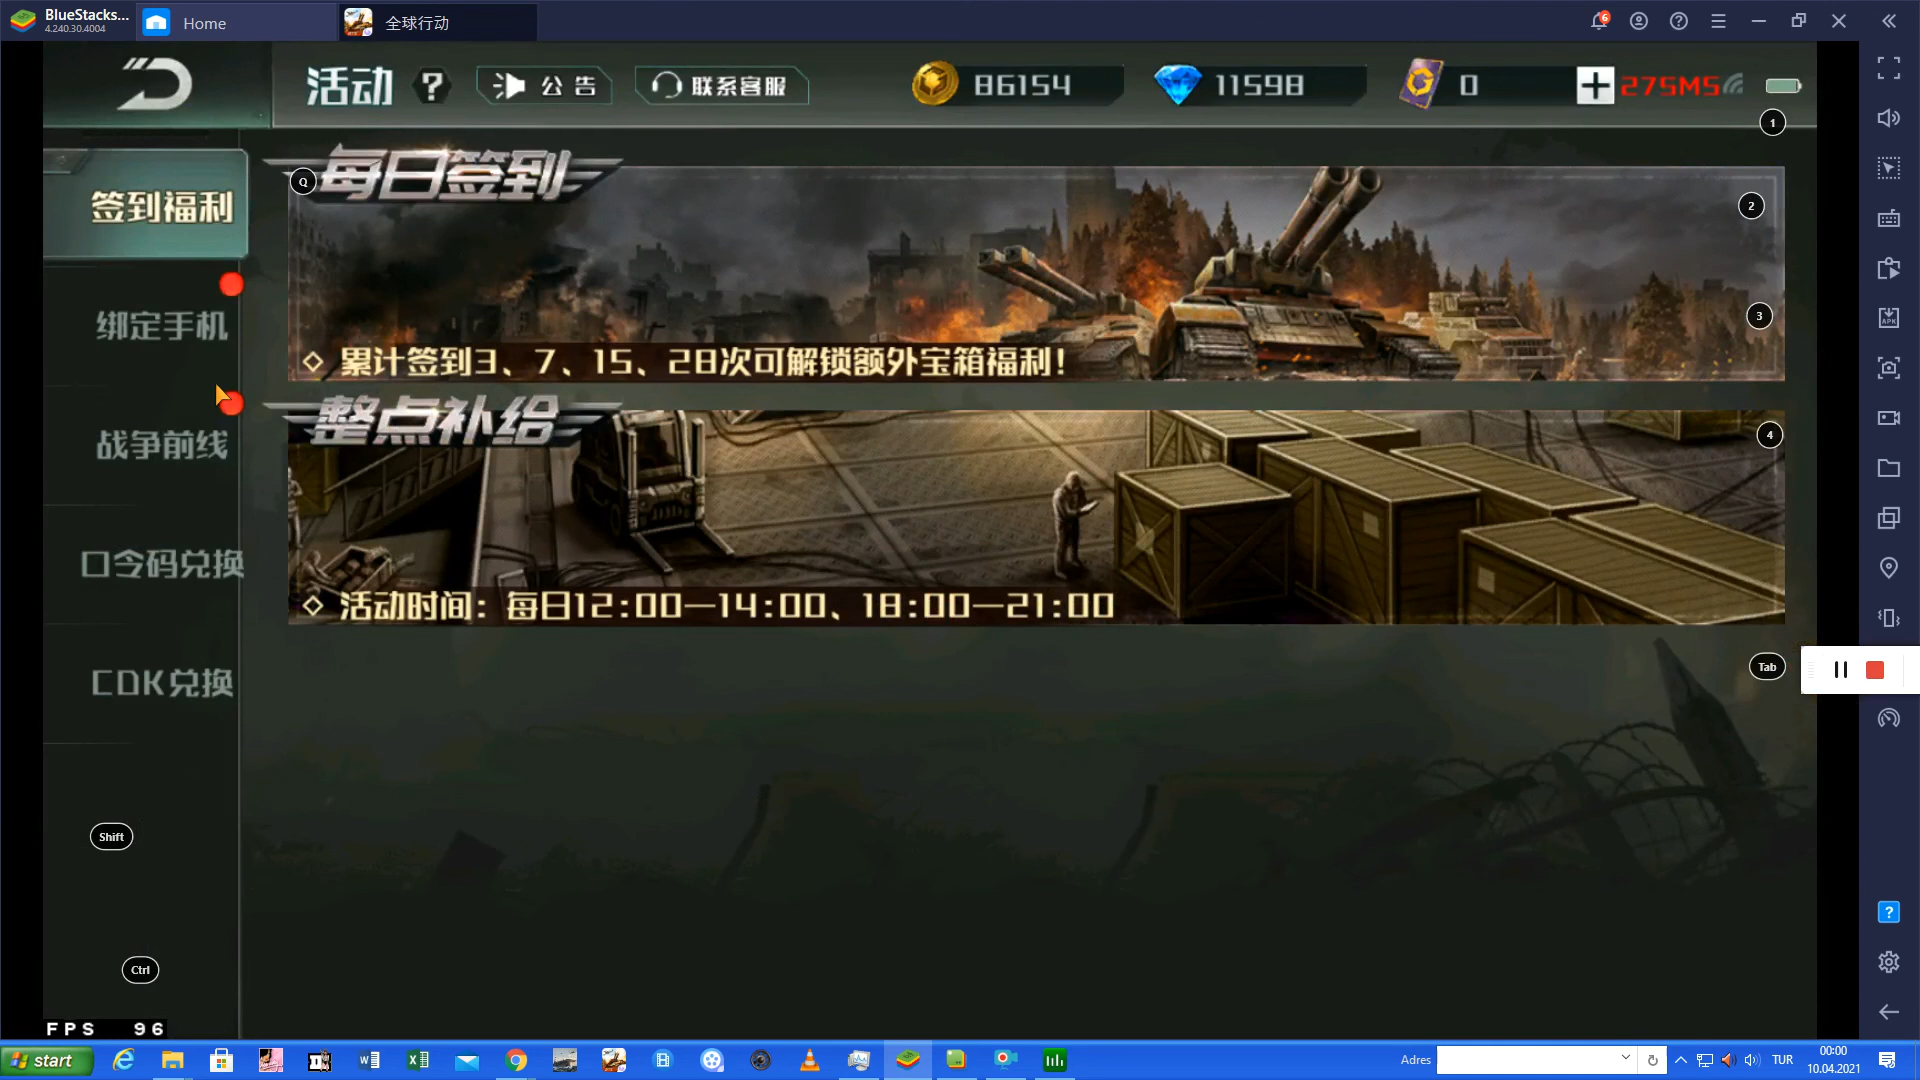 BlueStacks...
4.240.30.4004
Home
全球行动
6
活动
?
公告
联系客服
86154
11598
0
275MS
1
签到福利
Q
每日签到
2
3
累计签到3、7、15、28次可解锁额外宝箱福利!
绑定手机
整点补给
4
战争前线
口令码兑换
活动时间：每日12:00—14:00、18:00—21:00
CDK兑换
Tab
Shift
Ctrl
FPS 96
start
Adres
TUR
00:00
10.04.2021